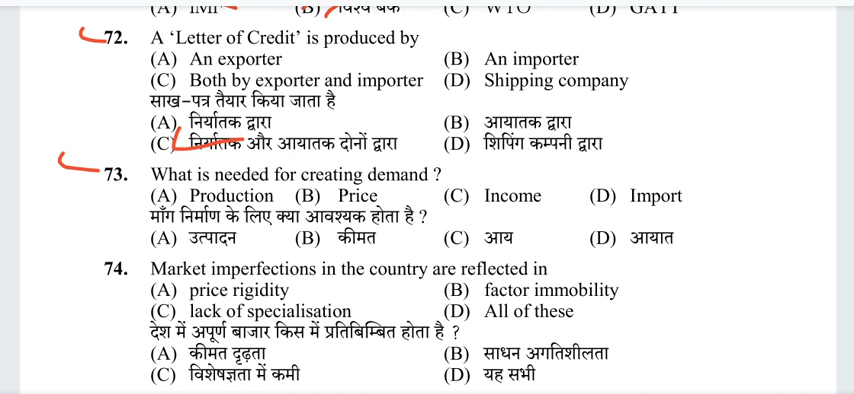 72. A ‘Letter of Credit’ is produced by
(A) An exporter (B) An importer
(C) Both by exporter and importer (D) Shipping company
साख-पत्र तैयार किया जाता है
(A) निर्यातक द्वारा (B) आयातक द्वारा
(C) निर्यातक और आयातक दोनों द्वारा (D) शिपिंग कम्पनी द्वारा
73. What is needed for creating demand ?
(A) Production (B) Price (C) Income (D) Import
माँग निर्माण के लिए क्या आवश्यक होता है ?
(A) उत्पादन (B) कीमत (C) आय (D) आयात
74. Market imperfections in the country are reflected in
(A) price rigidity (B) factor immobility
(C) lack of specialisation (D) All of these
देश में अपूर्ण बाजार किस में प्रतिबिम्बित होता है ?
(A) कीमत दृढ़ता (B) साधन अगतिशीलता
(C) विशेषज्ञता में कमी (D) यह सभी